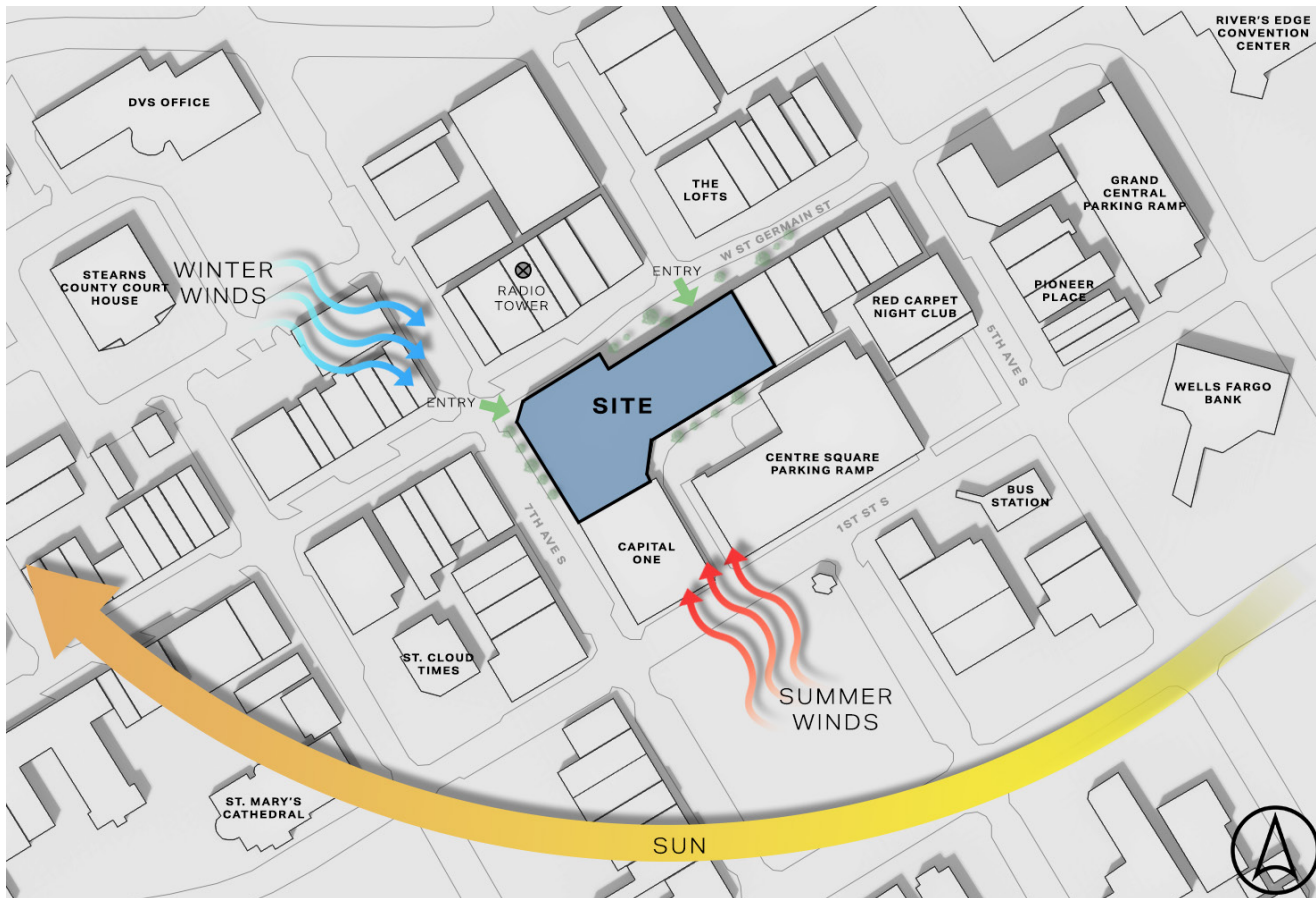 RIVER'S EDGE
CONVENTION
CENTER
DVS OFFICE
THE
LOFTS
GRAND
CENTRAL
PARKING RAMP
W ST GERMAIN ST
STEARNS
COUNTY COURT
HOUSE
WINTER
WINDS
RADIO
TOWER
ENTRY
RED CARPET
NIGHT CLUB
PIONEER
PLACE
5TH AVE S
WELLS FARGO
BANK
ENTRY
SITE
CENTRE SQUARE
PARKING RAMP
BUS
STATION
1ST ST S
7TH AVE S
CAPITAL
ONE
ST. CLOUD
TIMES
SUMMER
WINDS
ST. MARY'S
CATHEDRAL
SUN